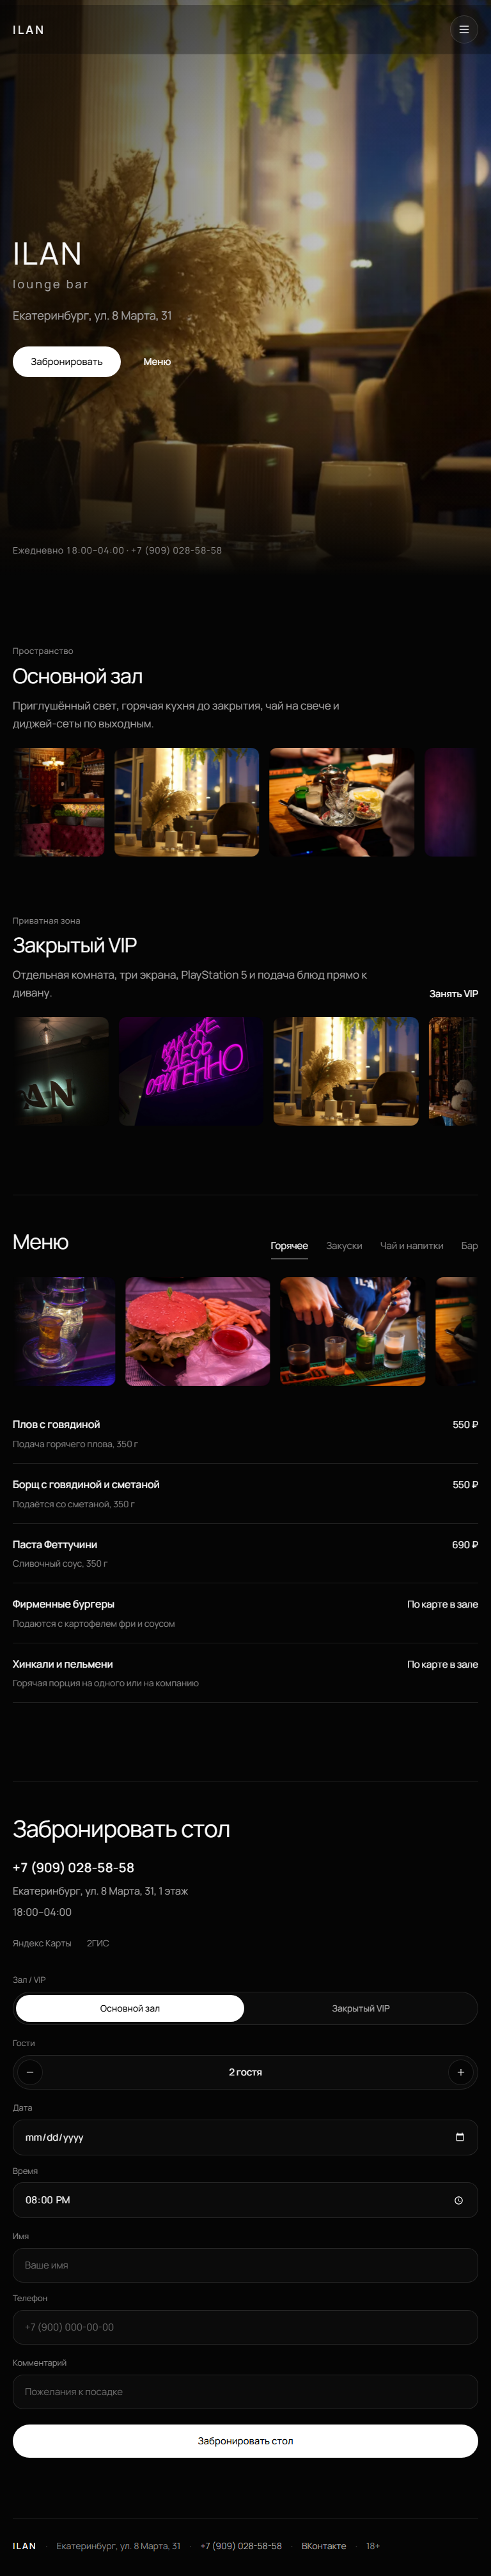 ILAN
ILAN
lounge bar
Екатеринбург, ул. 8 Марта, 31
Забронировать Меню
Ежедневно 18:00–04:00 · +7 (909) 028-58-58
Пространство
Основной зал
Приглушённый свет, горячая кухня до закрытия, чай на свече и
диджей-сеты по выходным.
Приватная зона
Закрытый VIP
Отдельная комната, три экрана, PlayStation 5 и подача блюд прямо к
дивану.
Занять VIP
КАК ЖЕ
ЗДЕСЬ
ОФИГЕННО
Меню
Горячее Закуски Чай и напитки Бар
Плов с говядиной 550 ₽
Подача горячего плова, 350 г
Борщ с говядиной и сметаной 550 ₽
Подаётся со сметаной, 350 г
Паста Феттучини 690 ₽
Сливочный соус, 350 г
Фирменные бургеры По карте в зале
Подаются с картофелем фри и соусом
Хинкали и пельмени По карте в зале
Горячая порция на одного или на компанию
Забронировать стол
+7 (909) 028-58-58
Екатеринбург, ул. 8 Марта, 31, 1 этаж
18:00–04:00
Яндекс Карты 2ГИС
Зал / VIP
Основной зал Закрытый VIP
Гости
− 2 гостя +
Дата
mm/dd/yyyy
Время
08:00 PM
Имя
Ваше имя
Телефон
+7 (900) 000-00-00
Комментарий
Пожелания к посадке
Забронировать стол
ILAN · Екатеринбург, ул. 8 Марта, 31 · +7 (909) 028-58-58 · ВКонтакте · 18+